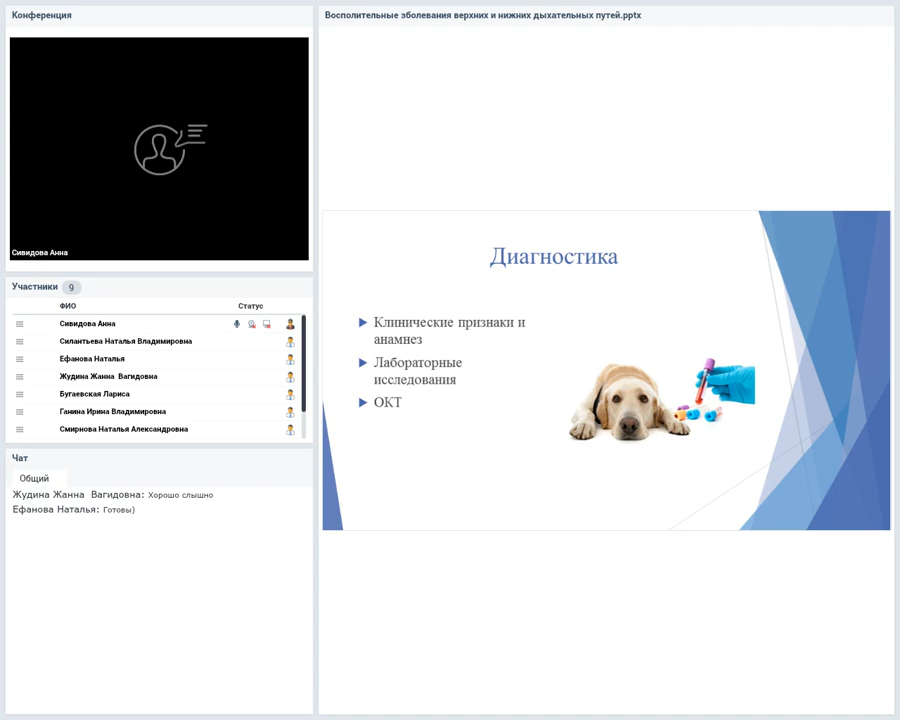 Конференция
Сивидова Анна
Участники 9
ФИО Статус
Сивидова Анна
Силантьева Наталья Владимировна
Ефанова Наталья
Жудина Жанна Вагидовна
Бугаевская Лариса
Ганина Ирина Владимировна
Смирнова Наталья Александровна
Чат
Общий
Жудина Жанна Вагидовна: Хорошо слышно
Ефанова Наталья: Готовы)
Восполительные эболевания верхних и нижних дыхательных путей.pptx
Диагностика
Клинические признаки и
анамнез
Лабораторные
исследования
ОКТ